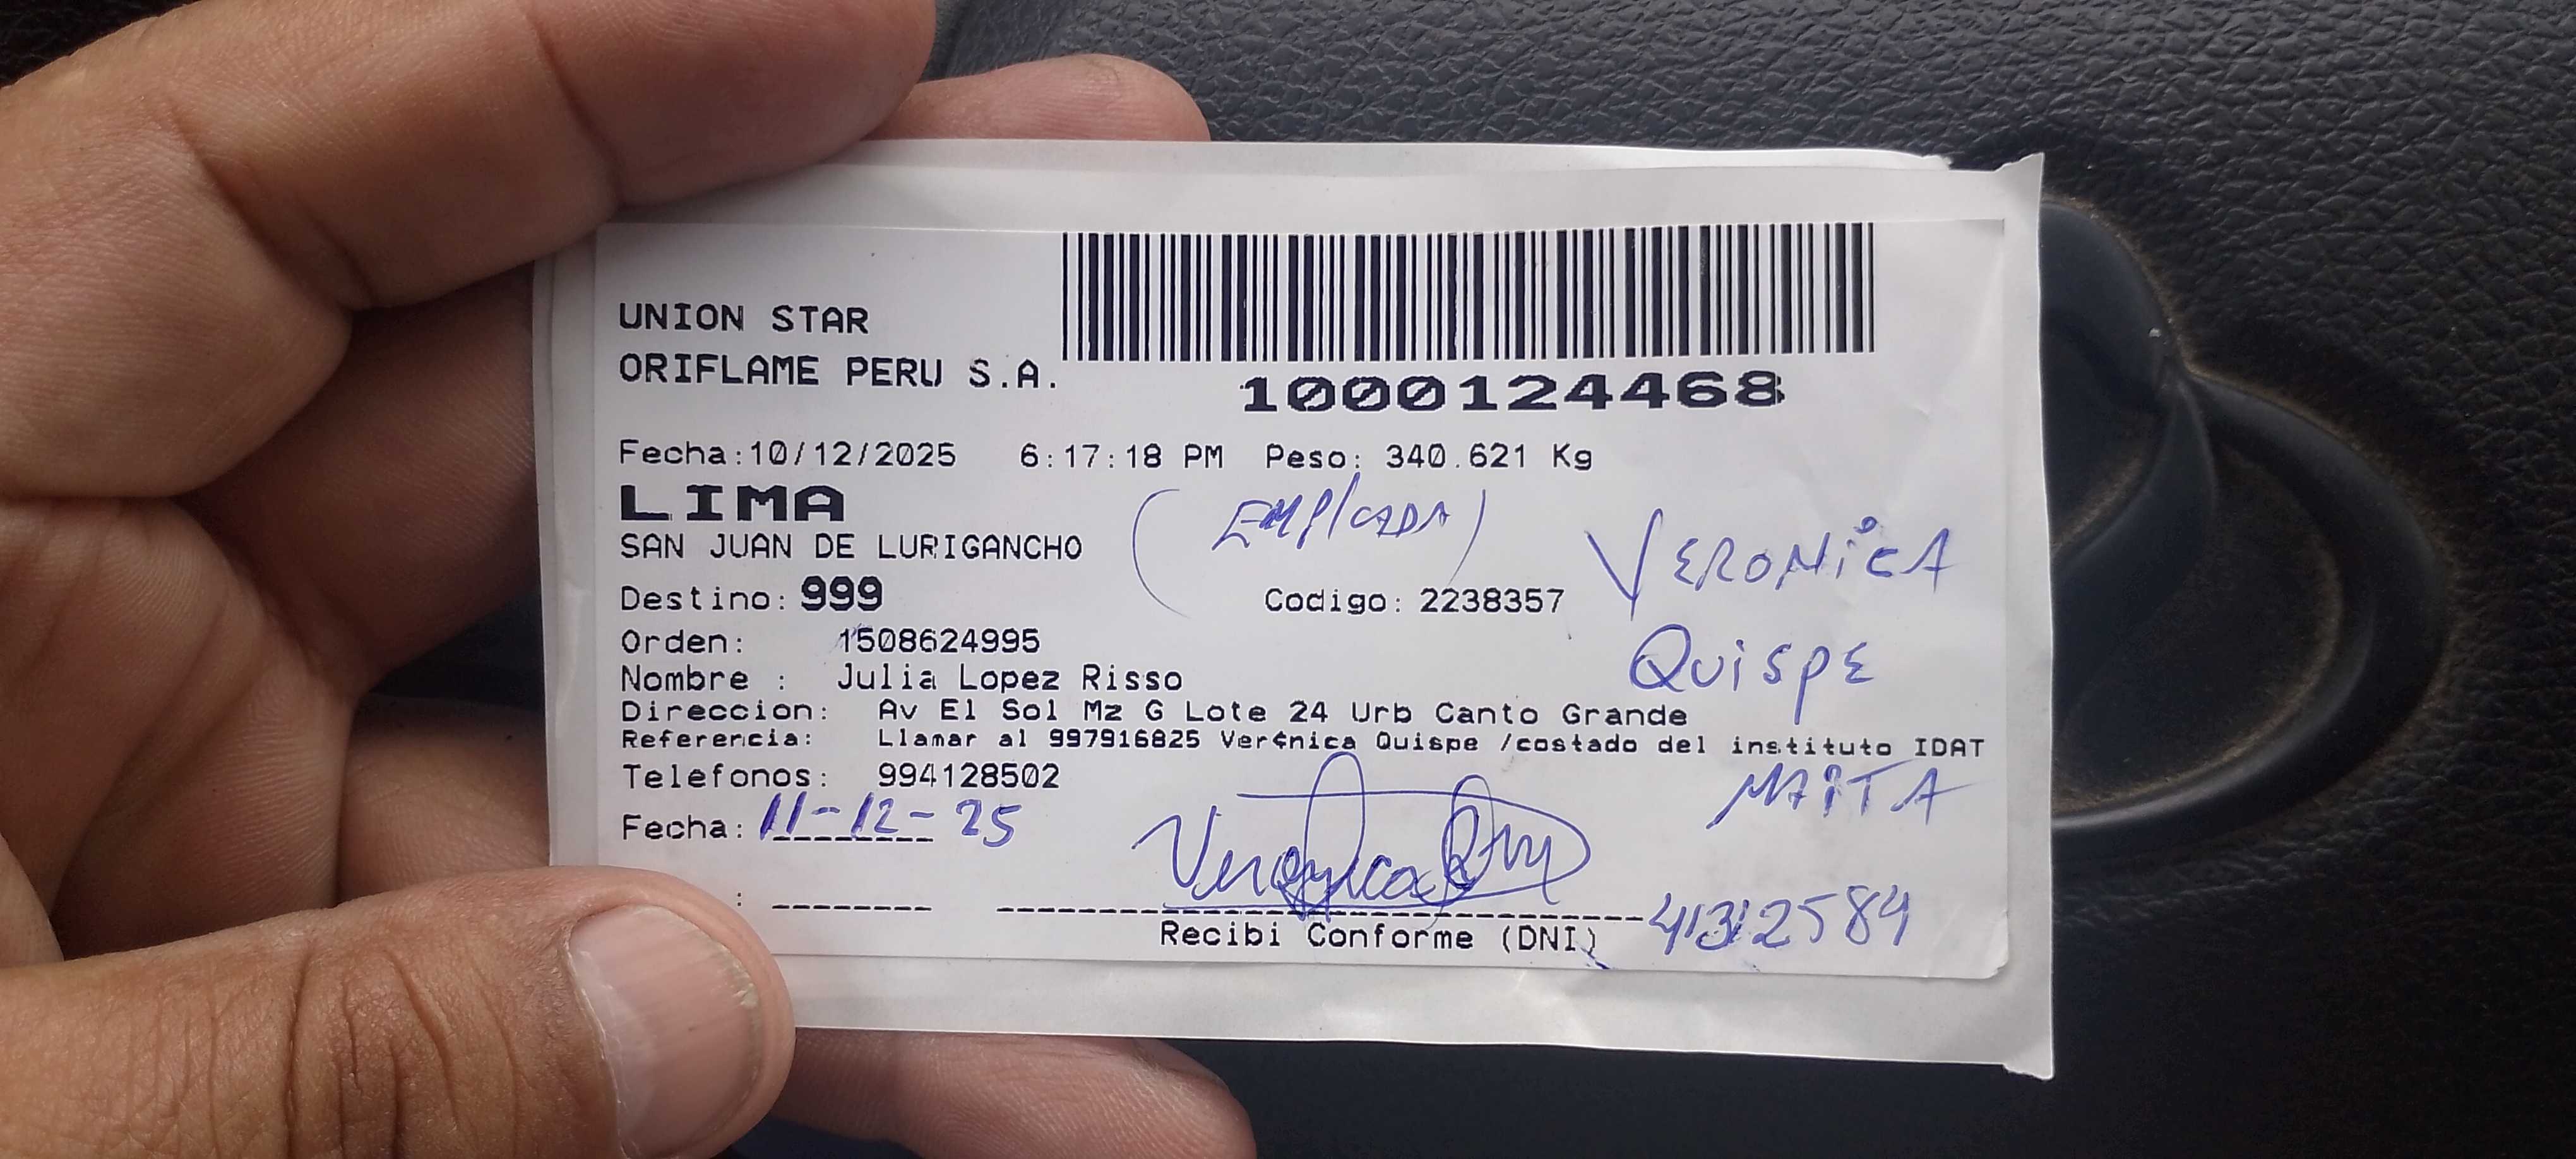 UNION STAR
ORIFLAME PERU S.A.
1000124468
Fecha:10/12/2025 6:17:18 PM Peso: 340.621 Kg
LIMA
(EMPlEADA)
SAN JUAN DE LURIGANCHO
VERONiCA
Destino: 999 Codigo: 2238357
Orden: 1508624995
QUiSpE
Nombre : Julia Lopez Risso
Direccion: Av El Sol Mz G Lote 24 Urb Canto Grande
Referencia: Llamar al 997916825 Ver¢nica Quispe /costado del instituto IDAT
Telefonos: 994128502
MAiTA
Fecha: 11-12-25
: 
Recibi Conforme (DNI) 41312584